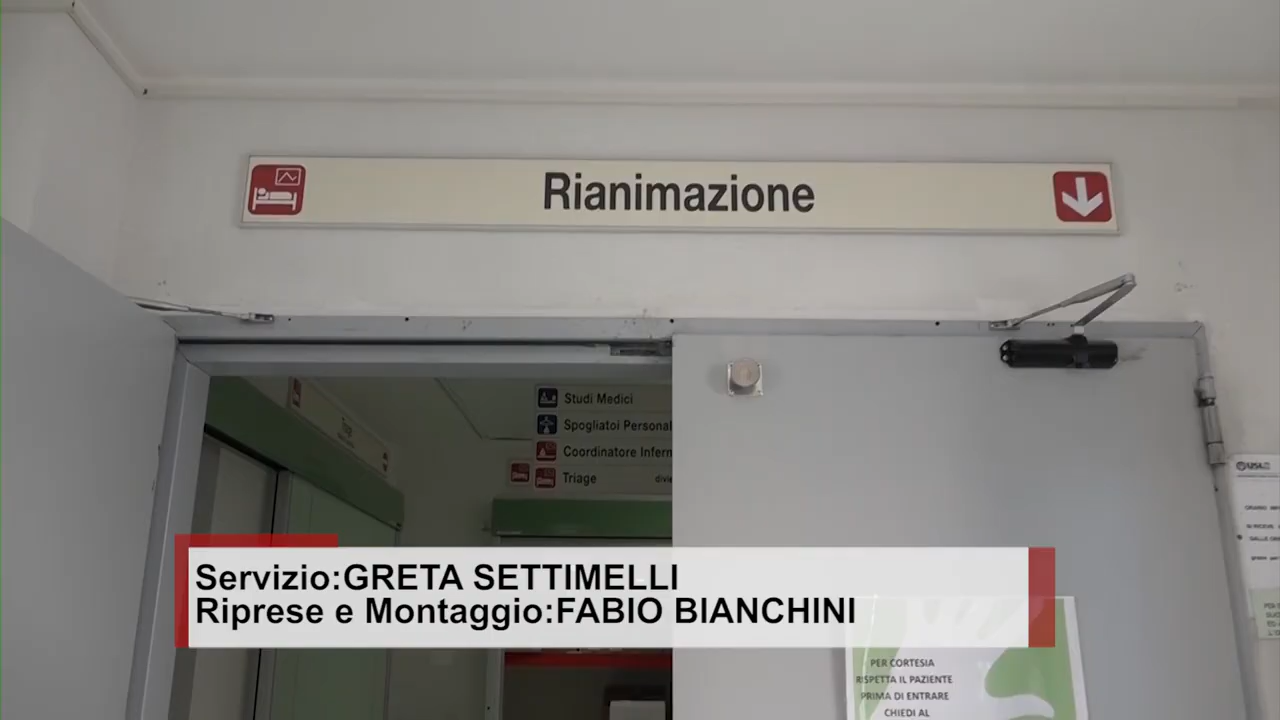 Rianimazione
Studi Medici
Spogliatoi Personal
Coordinatore Inferm
Triage
Servizio:GRETA SETTIMELLI
Riprese e Montaggio:FABIO BIANCHINI
PER CORTESIA
RISPETTA IL PAZIENTE
PRIMA DI ENTRARE
CHIEDI AL